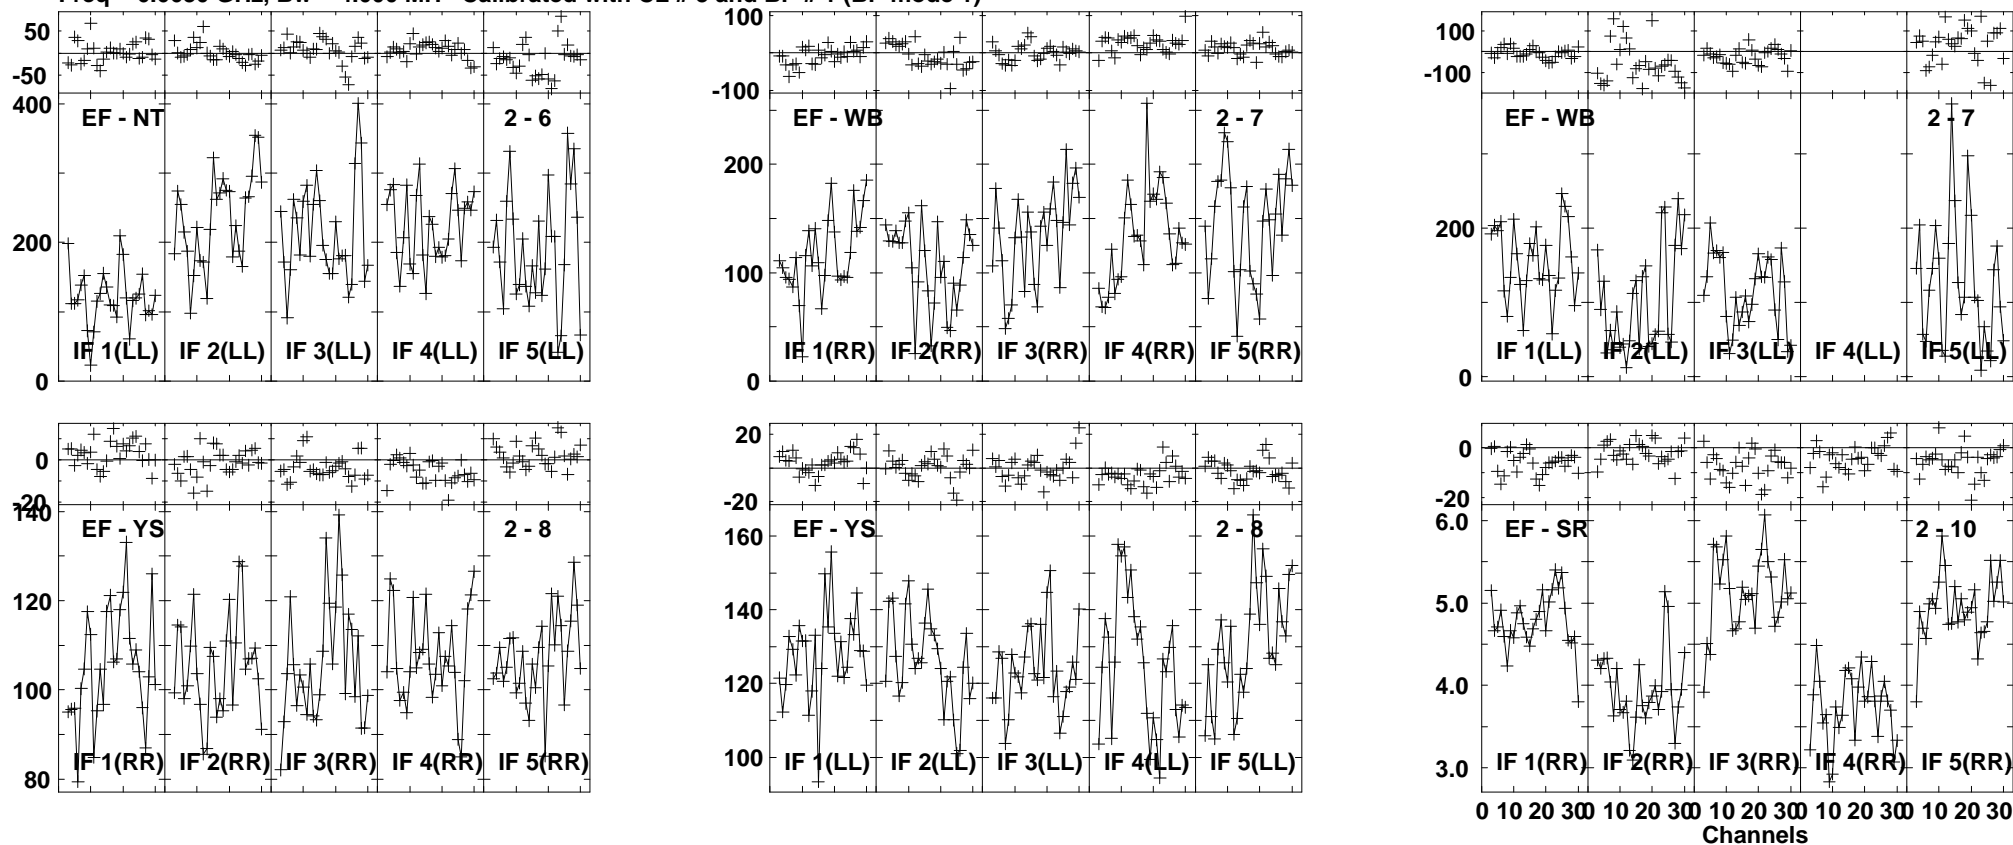 50
-50
400
200
0
EF - NT
2 - 6
IF 1(LL)
IF 2(LL)
IF 3(LL)
IF 4(LL)
IF 5(LL)
100
-100
200
100
0
EF - WB
2 - 7
IF 1(RR)
IF 2(RR)
IF 3(RR)
IF 4(RR)
IF 5(RR)
100
-100
200
0
EF - WB
2 - 7
IF 1(LL)
IF 2(LL)
IF 3(LL)
IF 4(LL)
IF 5(LL)
0
-20
140
120
100
80
EF - YS
2 - 8
IF 1(RR)
IF 2(RR)
IF 3(RR)
IF 4(RR)
IF 5(RR)
20
0
-20
160
140
120
100
EF - YS
2 - 8
IF 1(LL)
IF 2(LL)
IF 3(LL)
IF 4(LL)
IF 5(LL)
0
-20
6.0
5.0
4.0
3.0
EF - SR
2 - 10
IF 1(RR)
IF 2(RR)
IF 3(RR)
IF 4(RR)
IF 5(RR)
0 10 20 30 0 10 20 30 0 10 20 30 0 10 20 30 0 10 20 30
Channels